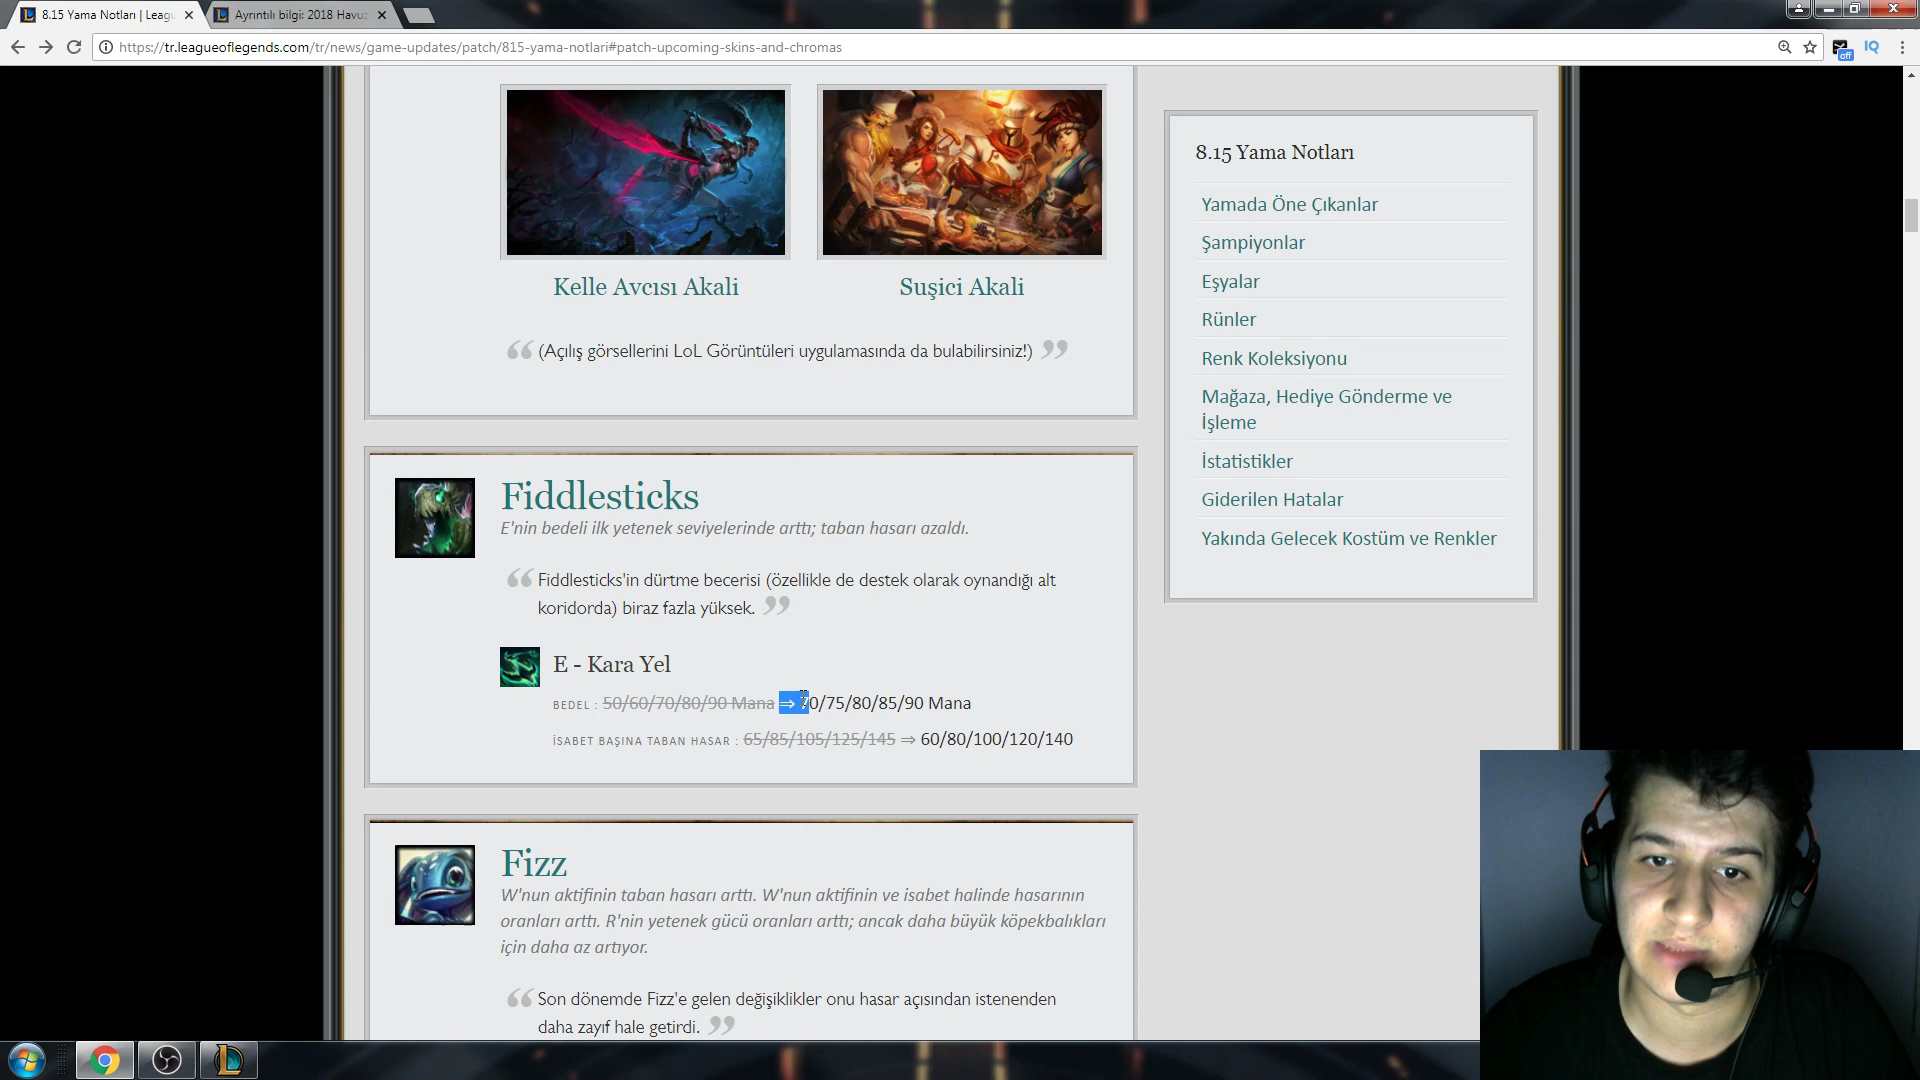 8.15 Yama Notları | Leagu
Ayrıntılı bilgi: 2018 Havuz
https://tr.leagueoflegends.com/tr/news/game-updates/patch/815-yama-notlari#patch-upcoming-skins-and-chromas
off
IQ
Kelle Avcısı Akali
Suşici Akali
“ (Açılış görsellerini LoL Görüntüleri uygulamasında da bulabilirsiniz!) ”
Fiddlesticks
E'nin bedeli ilk yetenek seviyelerinde arttı; taban hasarı azaldı.
“ Fiddlesticks'in dürtme becerisi (özellikle de destek olarak oynandığı alt
koridorda) biraz fazla yüksek. ”
E - Kara Yel
BEDEL : 50/60/70/80/90 Mana ⇒ 70/75/80/85/90 Mana
İSABET BAŞINA TABAN HASAR : 65/85/105/125/145 ⇒ 60/80/100/120/140
Fizz
W'nun aktifinin taban hasarı arttı. W'nun aktifinin ve isabet halinde hasarının
oranları arttı. R'nin yetenek gücü oranları arttı; ancak daha büyük köpekbalıkları
için daha az artıyor.
“ Son dönemde Fizz'e gelen değişiklikler onu hasar açısından istenenden
daha zayıf hale getirdi. ”
8.15 Yama Notları
Yamada Öne Çıkanlar
Şampiyonlar
Eşyalar
Rünler
Renk Koleksiyonu
Mağaza, Hediye Gönderme ve
İşleme
İstatistikler
Giderilen Hatalar
Yakında Gelecek Kostüm ve Renkler